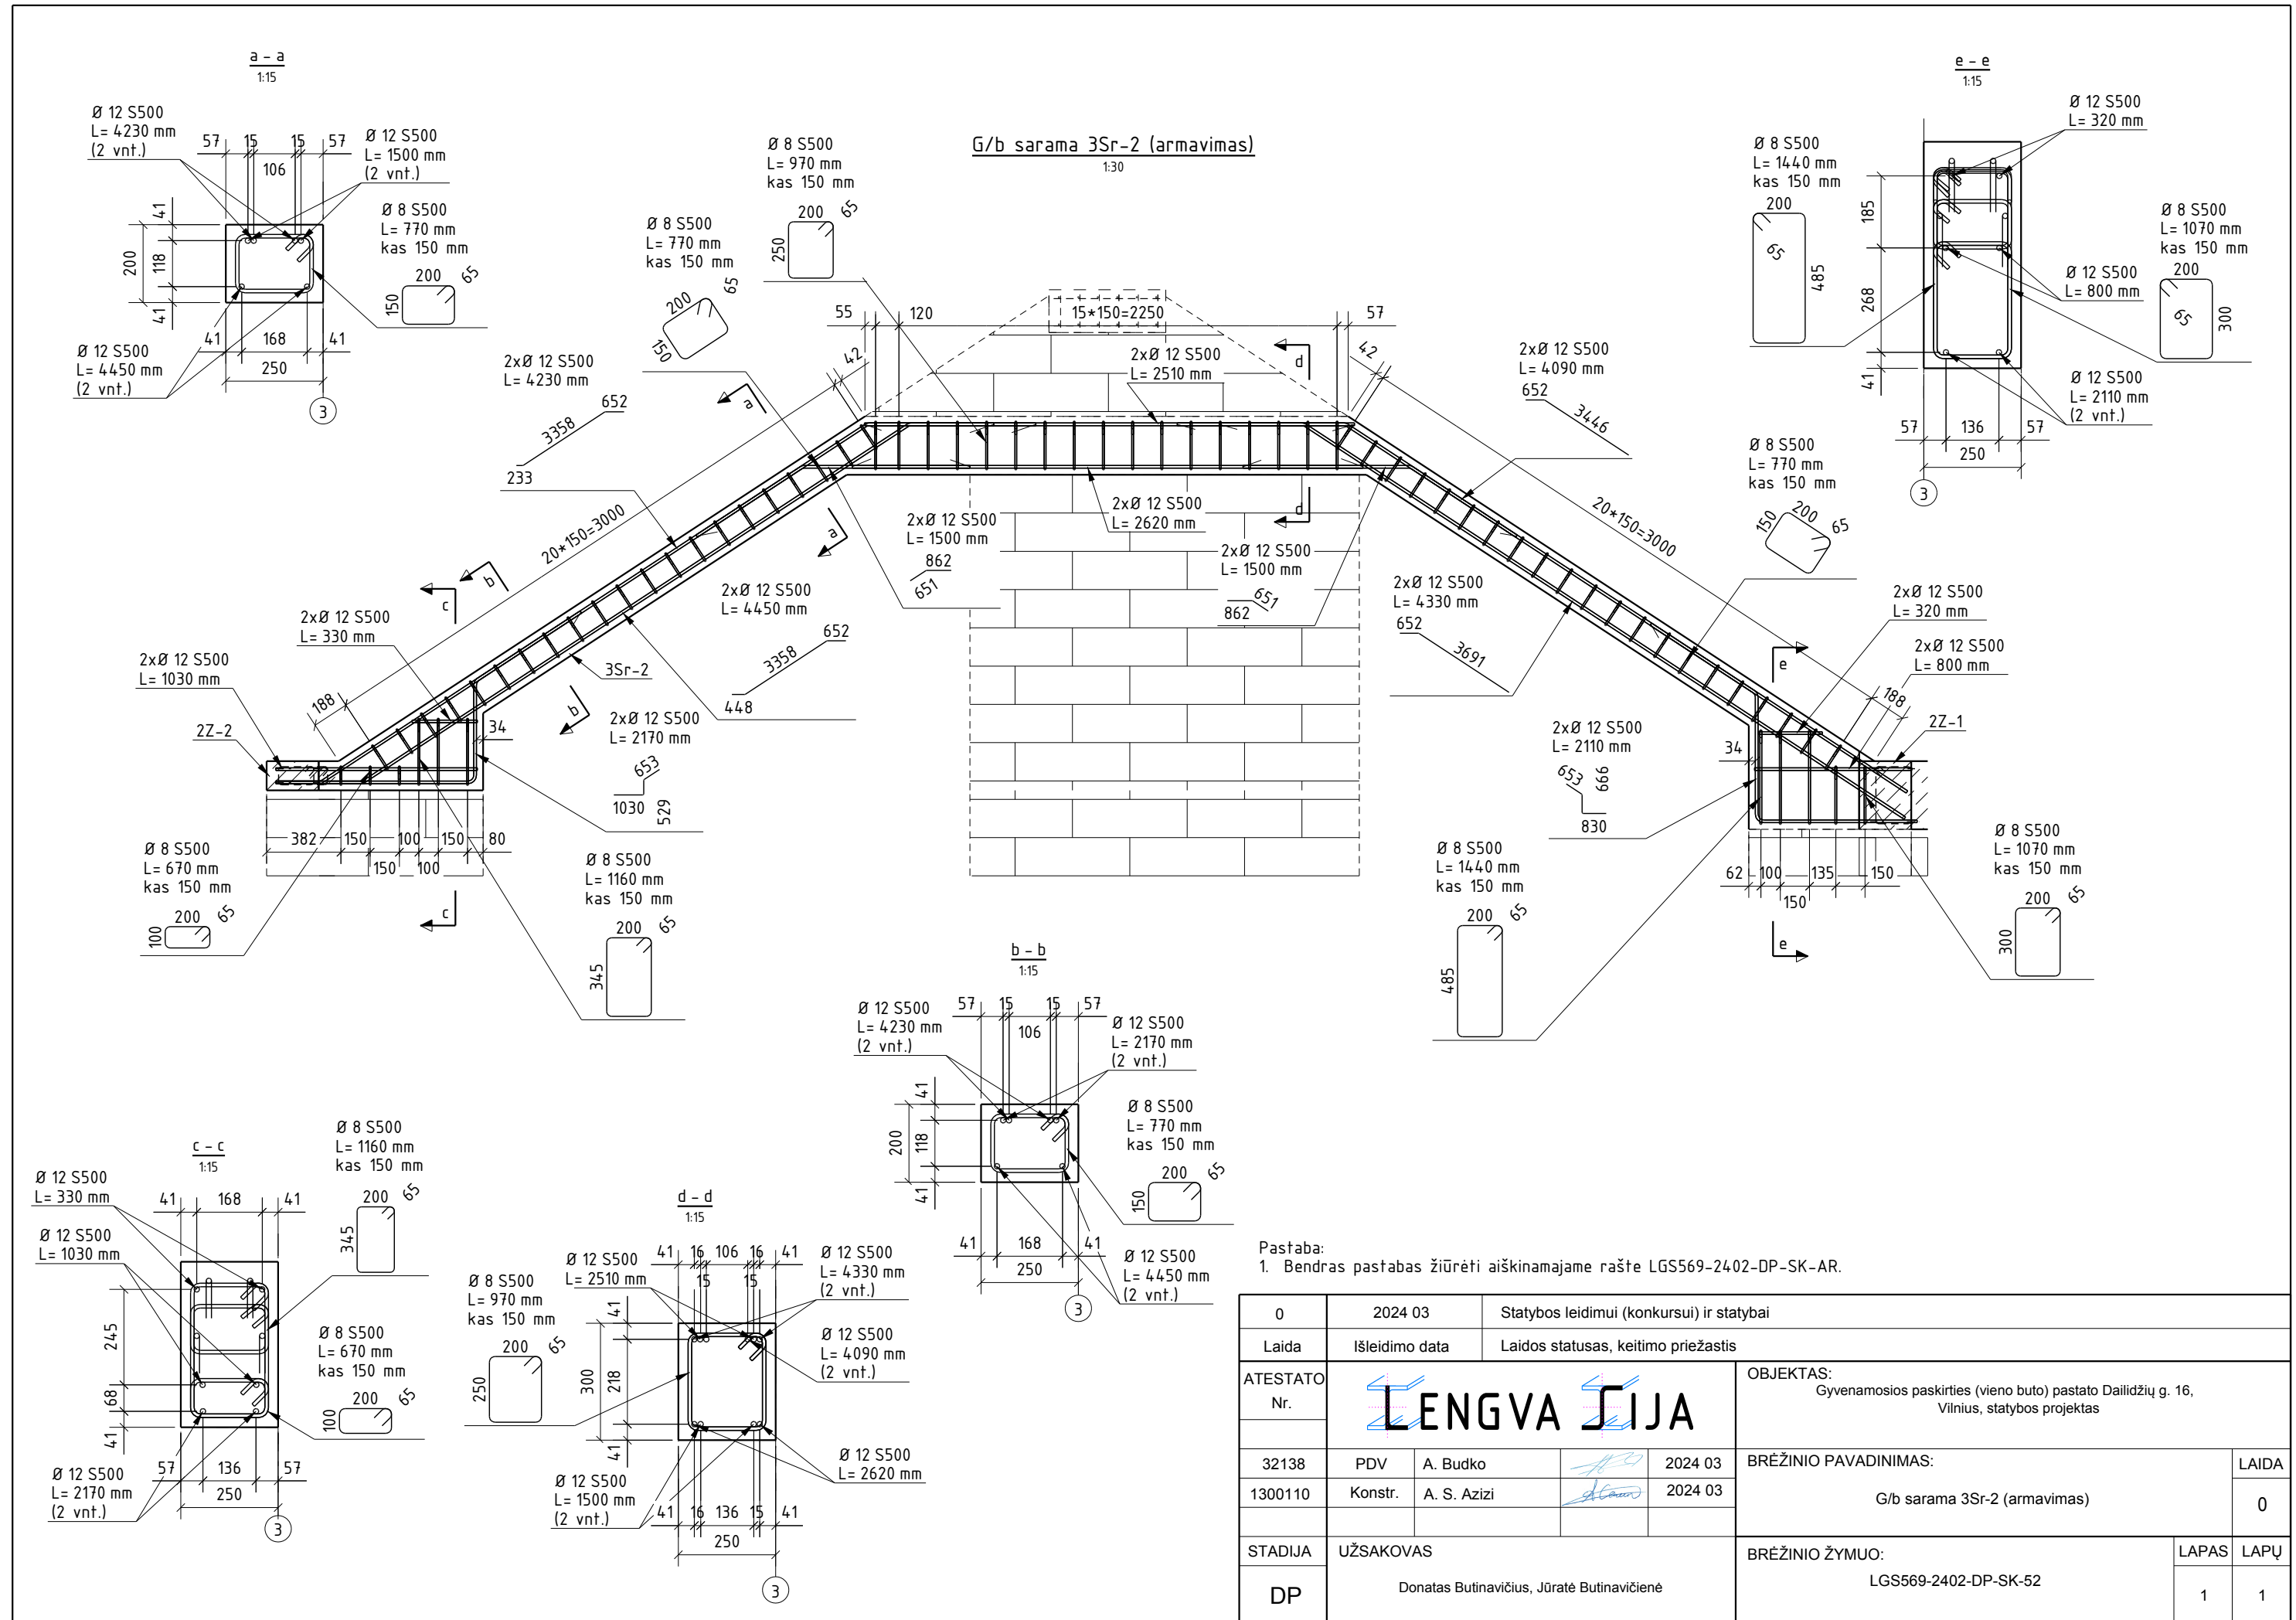 a - a
1:15
Ø 12 S500
L= 4230 mm
(2 vnt.)
57
15
15
57
106
Ø 12 S500
L= 1500 mm
(2 vnt.)
Ø 8 S500
L= 770 mm
kas 150 mm
200
65
150
41
200
118
41
41
168
41
250
Ø 12 S500
L= 4450 mm
(2 vnt.)
3
G/b sarama 3Sr-2 (armavimas)
1:30
Ø 8 S500
L= 970 mm
kas 150 mm
200
65
250
Ø 8 S500
L= 770 mm
kas 150 mm
200
65
150
55
120
15*150=2250
57
42
42
2xØ 12 S500
L= 4230 mm
652
3358
233
a
2xØ 12 S500
L= 2510 mm
d
2xØ 12 S500
L= 4090 mm
652
3446
20*150=3000
20*150=3000
2xØ 12 S500
L= 1500 mm
862
651
a
2xØ 12 S500
L= 2620 mm
d
2xØ 12 S500
L= 1500 mm
651
862
2xØ 12 S500
L= 4330 mm
652
3691
Ø 8 S500
L= 770 mm
kas 150 mm
150
200
65
c
b
2xØ 12 S500
L= 4450 mm
652
3358
448
2xØ 12 S500
L= 330 mm
2xØ 12 S500
L= 1030 mm
188
2Z-2
3Sr-2
b
34
2xØ 12 S500
L= 2170 mm
653
1030
529
382
150
100
150
80
150
100
Ø 8 S500
L= 670 mm
kas 150 mm
200
65
100
c
Ø 8 S500
L= 1160 mm
kas 150 mm
200
65
345
2xØ 12 S500
L= 320 mm
2xØ 12 S500
L= 800 mm
e
188
2Z-1
34
2xØ 12 S500
L= 2110 mm
653
666
830
62
100
135
150
150
Ø 8 S500
L= 1440 mm
kas 150 mm
200
65
485
e
Ø 8 S500
L= 1070 mm
kas 150 mm
200
65
300
e - e
1:15
Ø 12 S500
L= 320 mm
Ø 8 S500
L= 1440 mm
kas 150 mm
200
65
485
185
268
41
Ø 8 S500
L= 1070 mm
kas 150 mm
200
65
300
Ø 12 S500
L= 800 mm
Ø 12 S500
L= 2110 mm
(2 vnt.)
57
136
57
250
3
b - b
1:15
Ø 12 S500
L= 4230 mm
(2 vnt.)
57
15
15
57
106
Ø 12 S500
L= 2170 mm
(2 vnt.)
Ø 8 S500
L= 770 mm
kas 150 mm
200
65
150
41
200
118
41
41
168
41
250
Ø 12 S500
L= 4450 mm
(2 vnt.)
3
c - c
1:15
Ø 8 S500
L= 1160 mm
kas 150 mm
200
65
345
Ø 12 S500
L= 330 mm
41
168
41
Ø 12 S500
L= 1030 mm
245
68
41
Ø 8 S500
L= 670 mm
kas 150 mm
200
65
100
Ø 12 S500
L= 2170 mm
(2 vnt.)
57
136
57
250
3
d - d
1:15
Ø 12 S500
L= 2510 mm
41
16
106
16
41
15
15
Ø 12 S500
L= 4330 mm
(2 vnt.)
Ø 8 S500
L= 970 mm
kas 150 mm
200
65
250
41
300
218
41
Ø 12 S500
L= 4090 mm
(2 vnt.)
Ø 12 S500
L= 2620 mm
Ø 12 S500
L= 1500 mm
(2 vnt.)
41
16
136
15
41
250
3
Pastaba:
1. Bendras pastabas žiūrėti aiškinamajame rašte LGS569-2402-DP-SK-AR.
0
2024 03
Statybos leidimui (konkursui) ir statybai
Laida
Išleidimo data
Laidos statusas, keitimo priežastis
ATESTATO
Nr.
LENGVA SIJA
OBJEKTAS:
Gyvenamosios paskirties (vieno buto) pastato Dailidžių g. 16,
Vilnius, statybos projektas
32138
PDV
A. Budko
2024 03
1300110
Konstr.
A. S. Azizi
2024 03
BRĖŽINIO PAVADINIMAS:
G/b sarama 3Sr-2 (armavimas)
LAIDA
0
STADIJA
DP
UŽSAKOVAS
Donatas Butinavičius, Jūratė Butinavičienė
BRĖŽINIO ŽYMUO:
LGS569-2402-DP-SK-52
LAPAS
LAPŲ
1
1